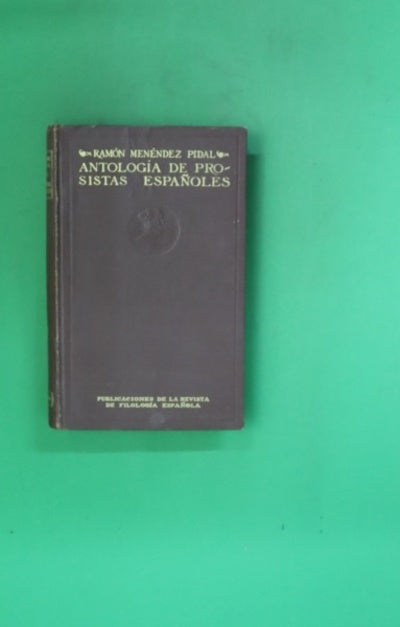 RAMÓN MENÉNDEZ PIDAL
ANTOLOGÍA DE PRO-
SISTAS ESPAÑOLES
PUBLICACIONES DE LA REVISTA
DE FILOLOGÍA ESPAÑOLA